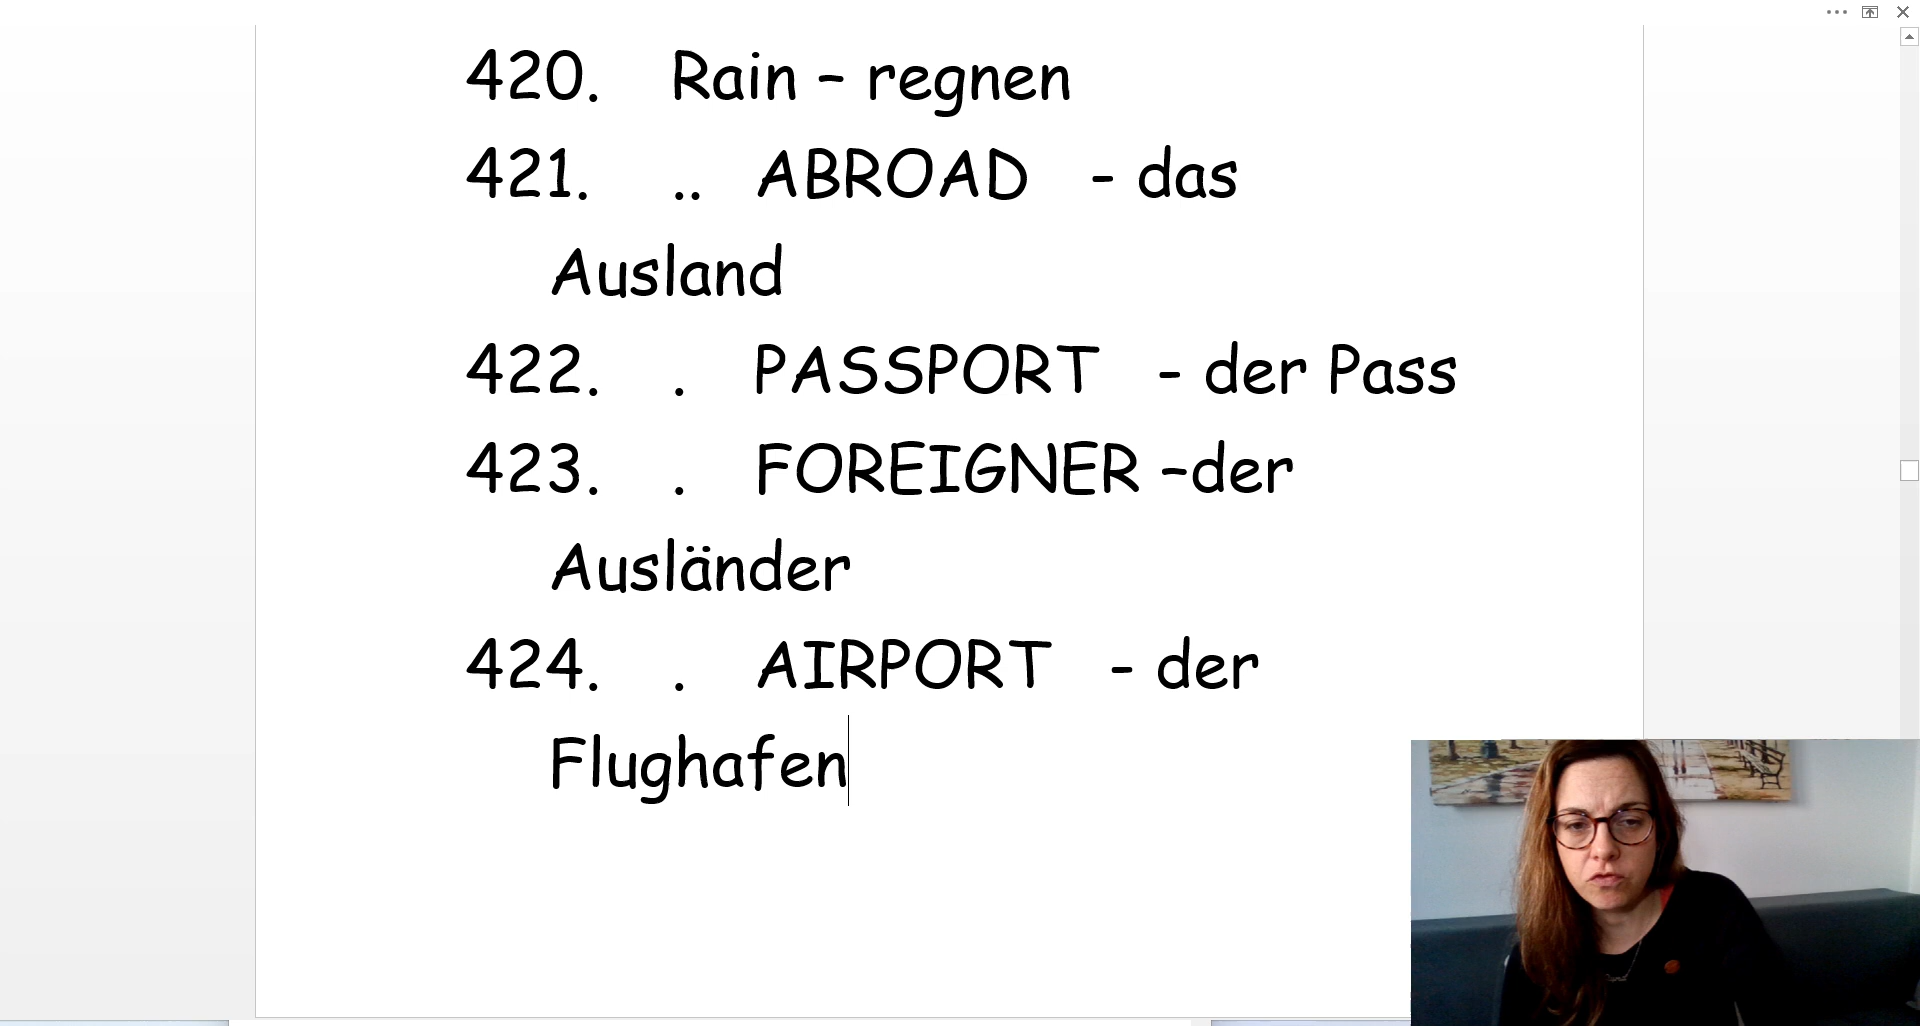 420. Rain – regnen
421. .. ABROAD - das
Ausland
422. . PASSPORT - der Pass
423. . FOREIGNER –der
Ausländer
424. . AIRPORT - der
Flughafen